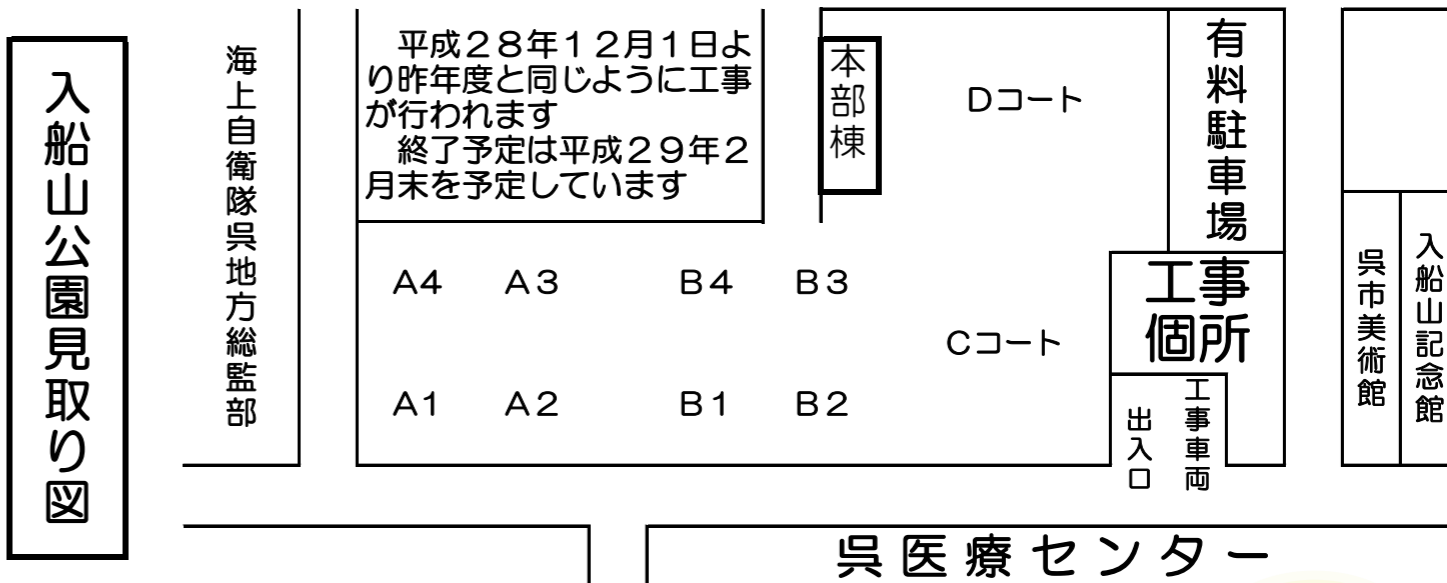 入船山公園見取り図
海上自衛隊呉地方総監部
　平成２８年１２月１日よ
り昨年度と同じように工事
が行われます
　終了予定は平成２９年２
月末を予定しています
本部棟
Ｄコート
有料駐車場
Ａ４　Ａ３　Ｂ４　Ｂ３
Ｃコート
工事
個所
Ａ１　Ａ２　Ｂ１　Ｂ２
工事車両
出入口
入船山記念館
呉市美術館
呉医療センター